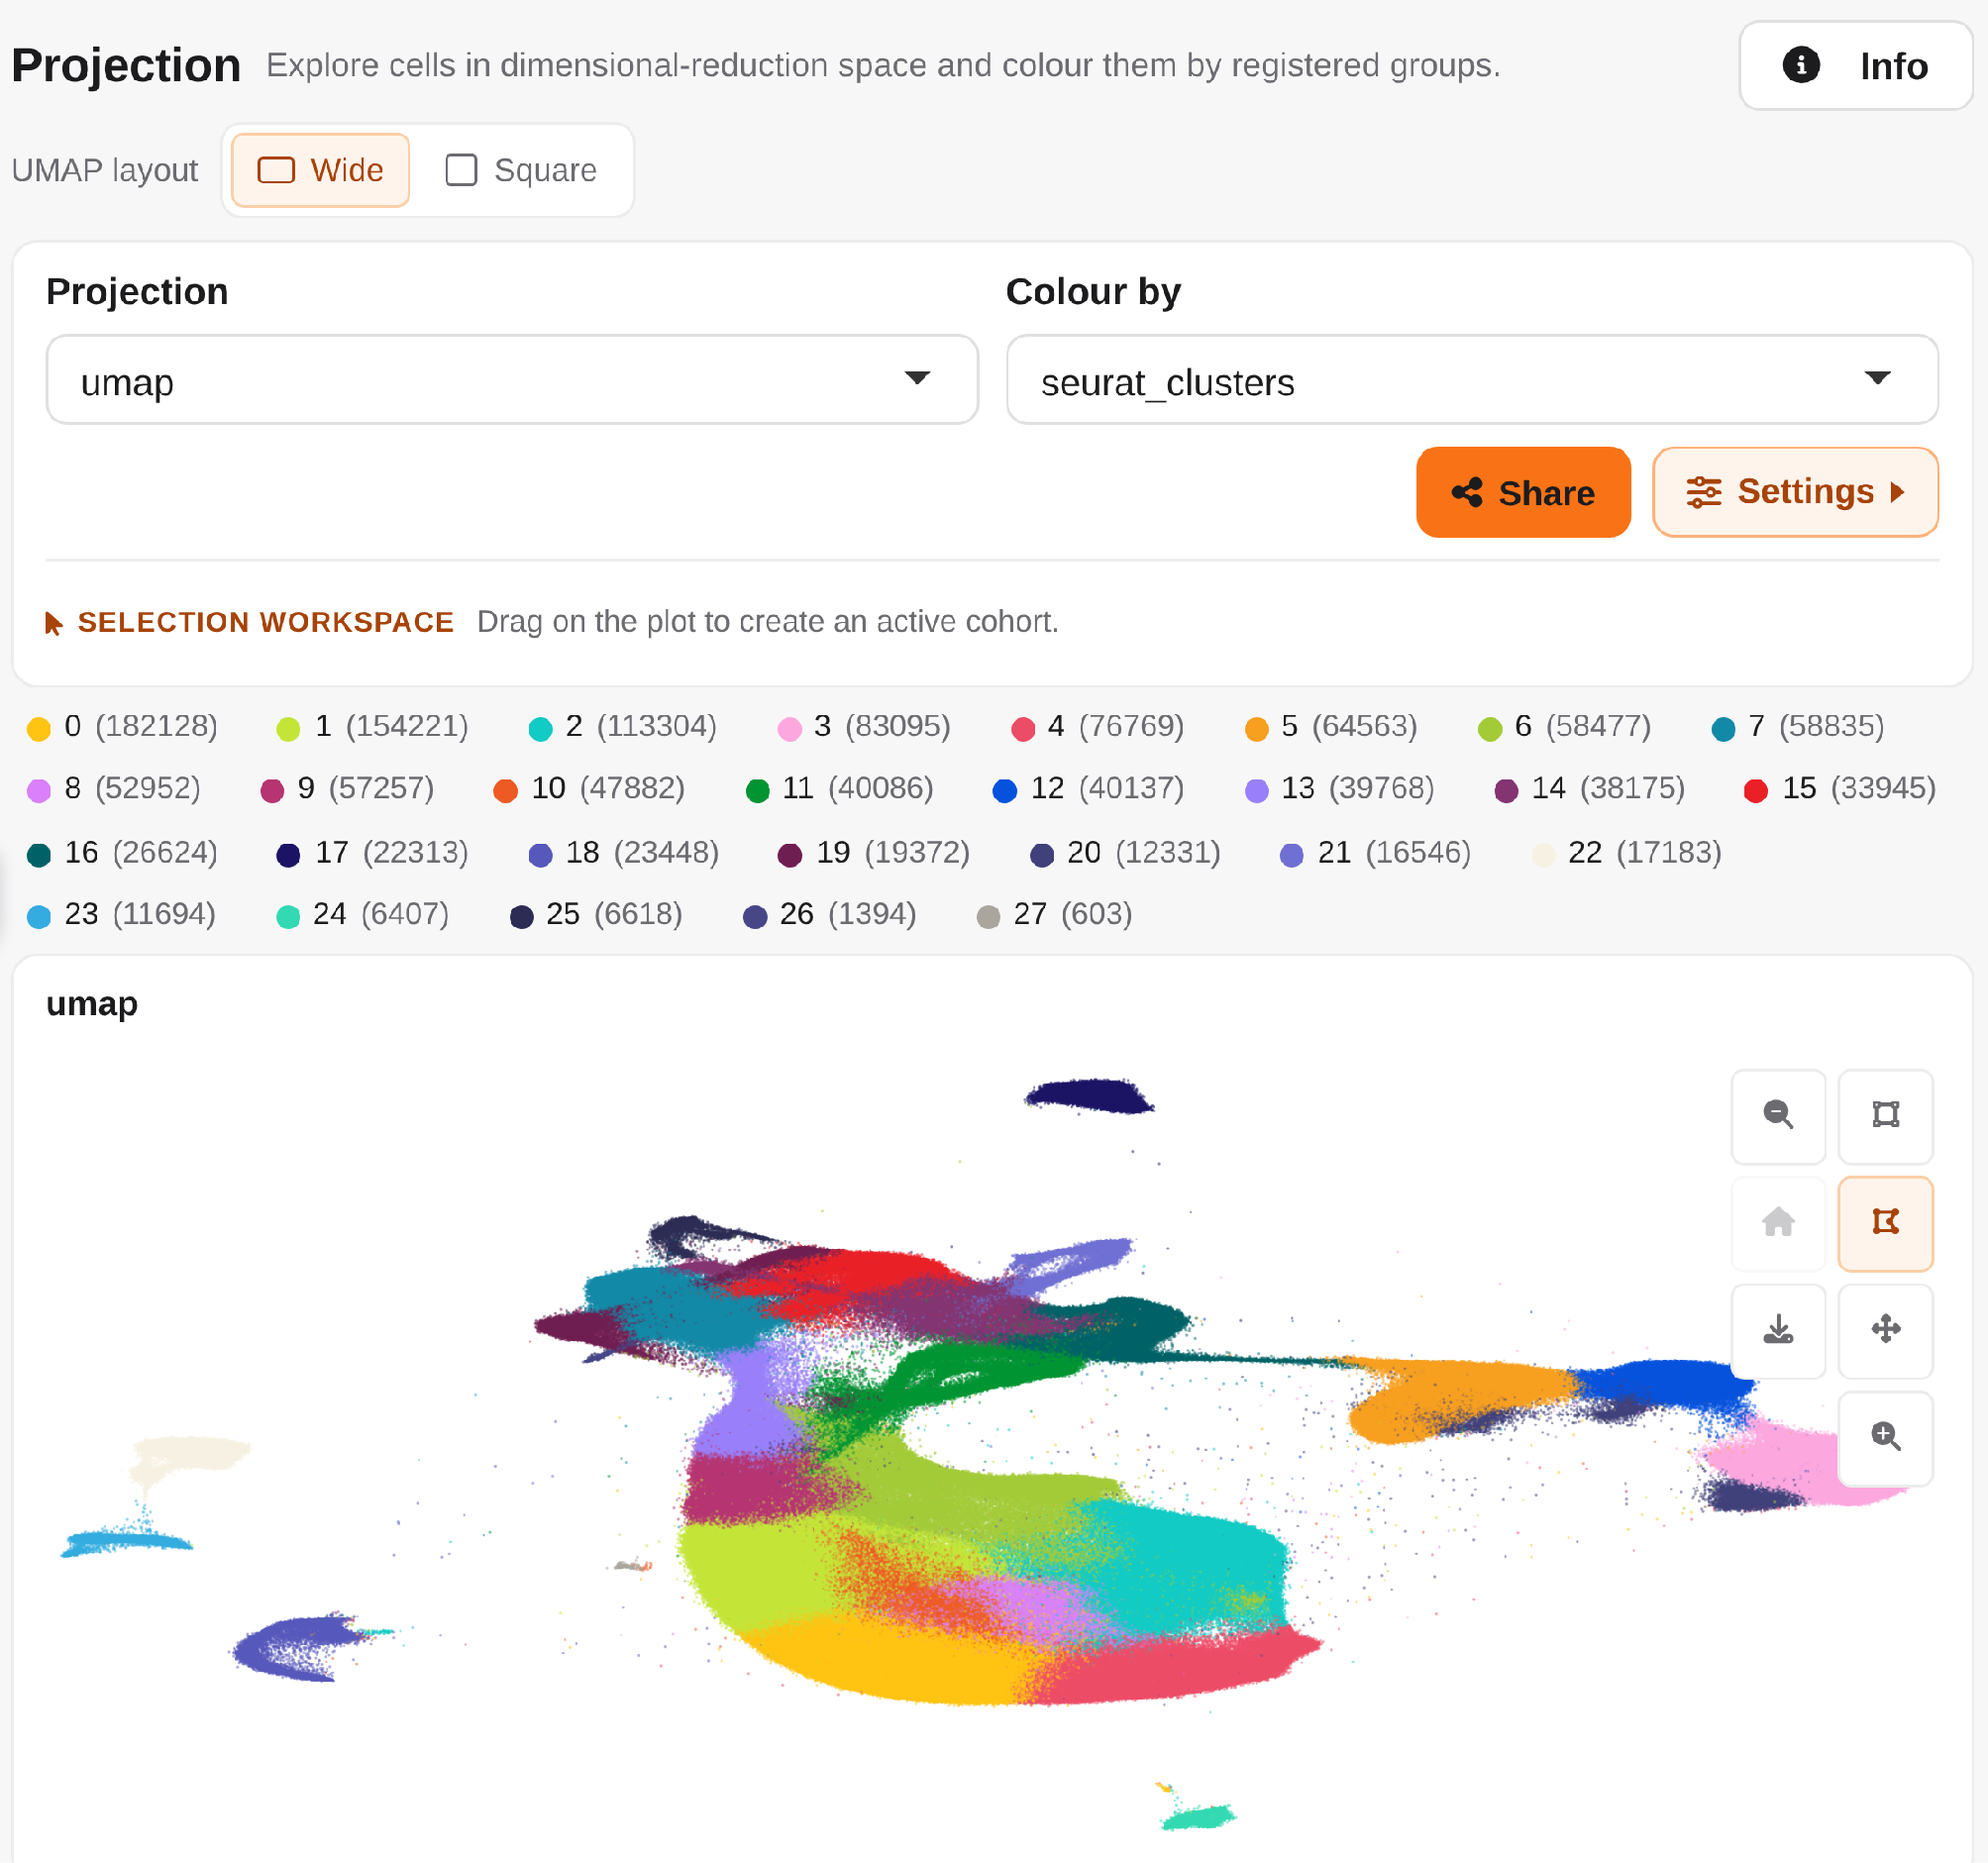 Projection Explore cells in dimensional-reduction space and colour them by registered groups. Info
UMAP layout Wide Square
Projection Colour by
umap seurat_clusters
Share Settings
SELECTION WORKSPACE Drag on the plot to create an active cohort.
0 (182128) 1 (154221) 2 (113304) 3 (83095) 4 (76769) 5 (64563) 6 (58477) 7 (58835)
8 (52952) 9 (57257) 10 (47882) 11 (40086) 12 (40137) 13 (39768) 14 (38175) 15 (33945)
16 (26624) 17 (22313) 18 (23448) 19 (19372) 20 (12331) 21 (16546) 22 (17183)
23 (11694) 24 (6407) 25 (6618) 26 (1394) 27 (603)
umap